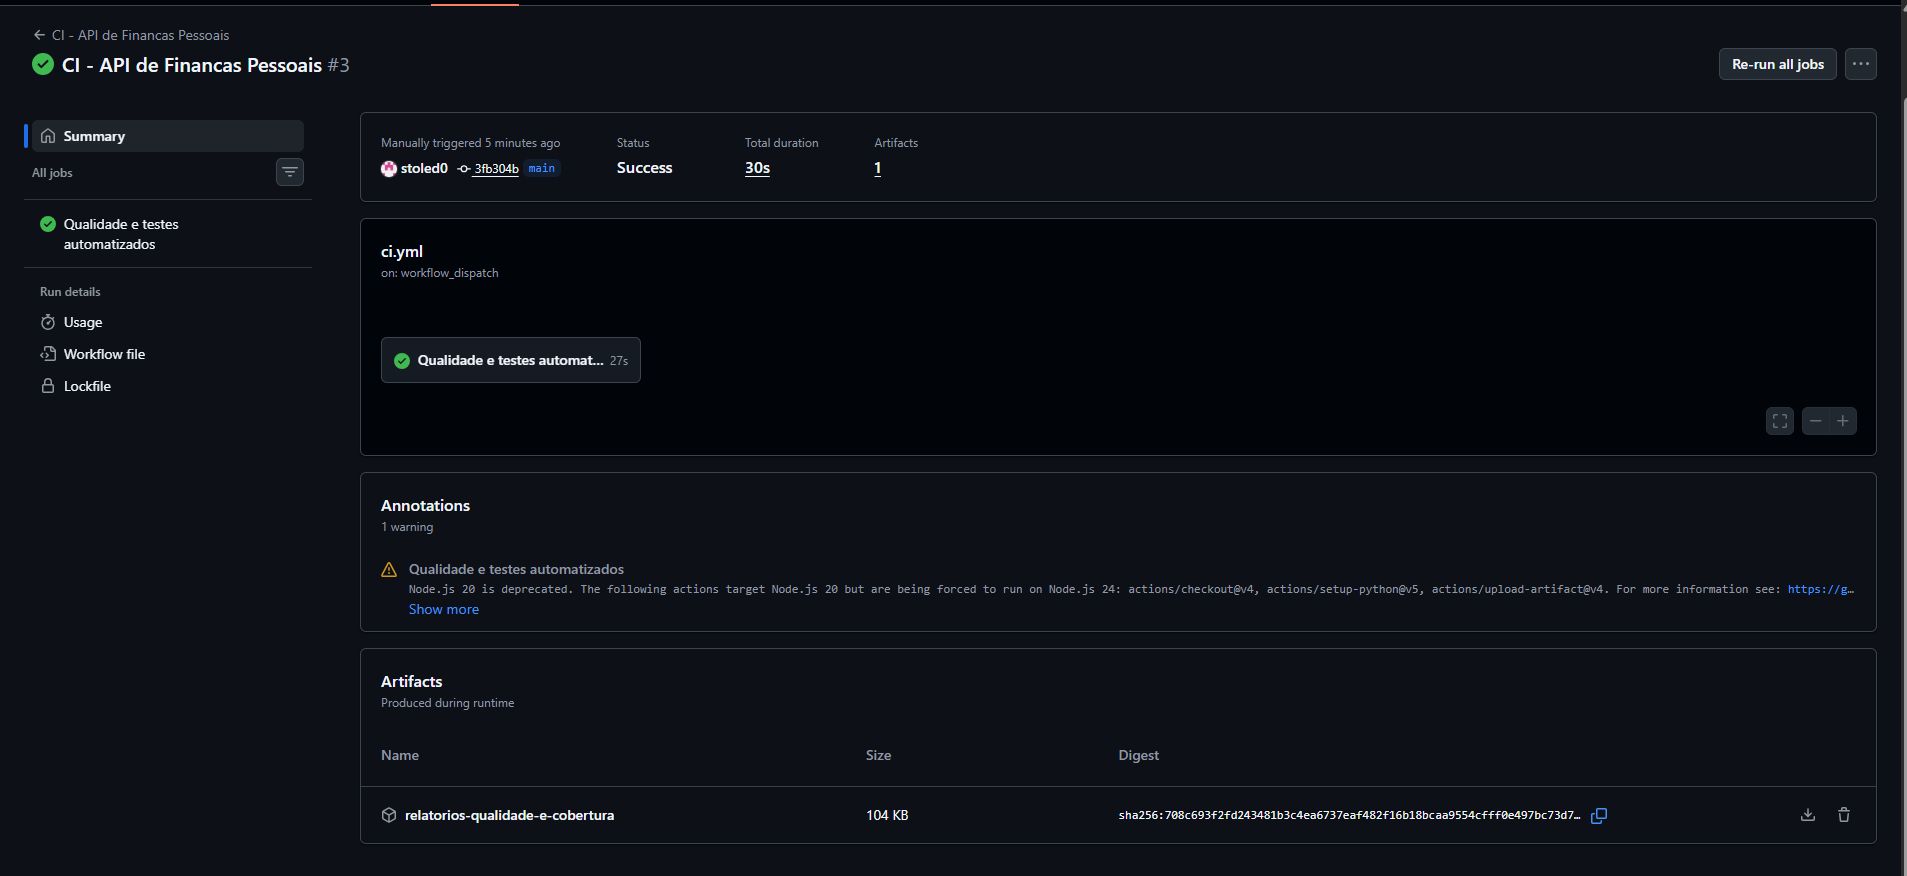 CI - API de Financas Pessoais
CI - API de Financas Pessoais #3
Re-run all jobs
Summary
All jobs
Qualidade e testes
automatizados
Run details
Usage
Workflow file
Lockfile
Manually triggered 5 minutes ago
stoled0 3fb304b main
Status
Success
Total duration
30s
Artifacts
1
ci.yml
on: workflow_dispatch
Qualidade e testes automat... 27s
Annotations
1 warning
Qualidade e testes automatizados
Node.js 20 is deprecated. The following actions target Node.js 20 but are being forced to run on Node.js 24: actions/checkout@v4, actions/setup-python@v5, actions/upload-artifact@v4. For more information see: https://g…
Show more
Artifacts
Produced during runtime
Name Size Digest
relatorios-qualidade-e-cobertura 104 KB sha256:708c693f2fd243481b3c4ea6737eaf482f16b18bcaa9554cfff0e497bc73d7…